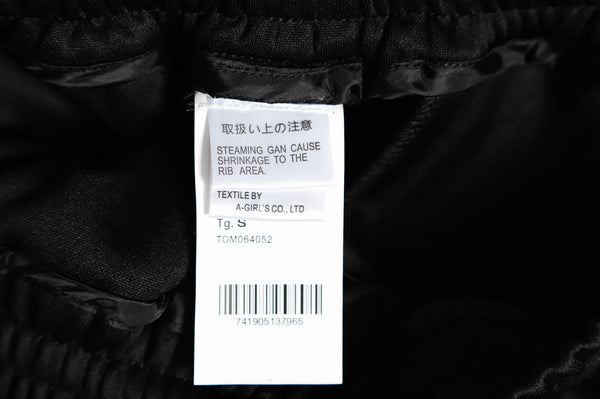 取扱い上の注意
STEAMING GAN CAUSE
SHRINKAGE TO THE
RIB AREA.
TEXTILE BY
A-GIRL'S CO., LTD
Tg. S
TOM064052
741905137965